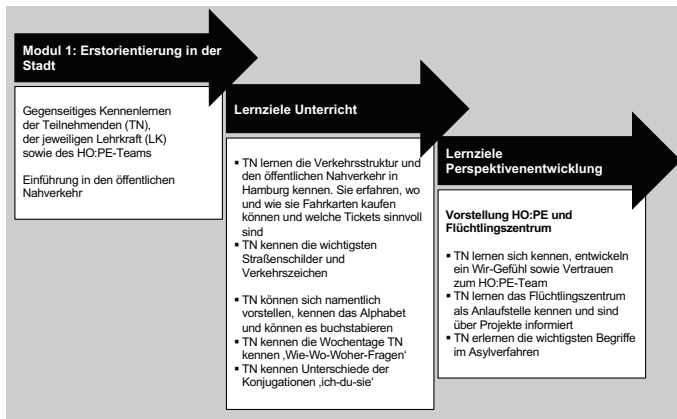 Modul 1: Erstorientierung in der
Stadt
Gegenseitiges Kennenlernen
der Teilnehmenden (TN),
der jeweiligen Lehrkraft (LK)
sowie des HO:PE-Teams
Einführung in den öffentlichen
Nahverkehr
Lernziele Unterricht
▪ TN lernen die Verkehrsstruktur und
den öffentlichen Nahverkehr in
Hamburg kennen. Sie erfahren, wo
und wie sie Fahrkarten kaufen
können und welche Tickets sinnvoll
sind
▪ TN kennen die wichtigsten
Straßenschilder und
Verkehrszeichen
▪ TN können sich namentlich
vorstellen, kennen das Alphabet
und können es buchstabieren
▪ TN kennen die Wochentage TN
kennen ‚Wie-Wo-Woher-Fragen‘
▪ TN kennen Unterschiede der
Konjugationen ‚ich-du-sie‘
Lernziele
Perspektivenentwicklung
Vorstellung HO:PE und
Flüchtlingszentrum
▪ TN lernen sich kennen, entwickeln
ein Wir-Gefühl sowie Vertrauen
zum HO:PE-Team
▪ TN lernen das Flüchtlingszentrum
als Anlaufstelle kennen und sind
über Projekte informiert
▪ TN erlernen die wichtigsten Begriffe
im Asylverfahren